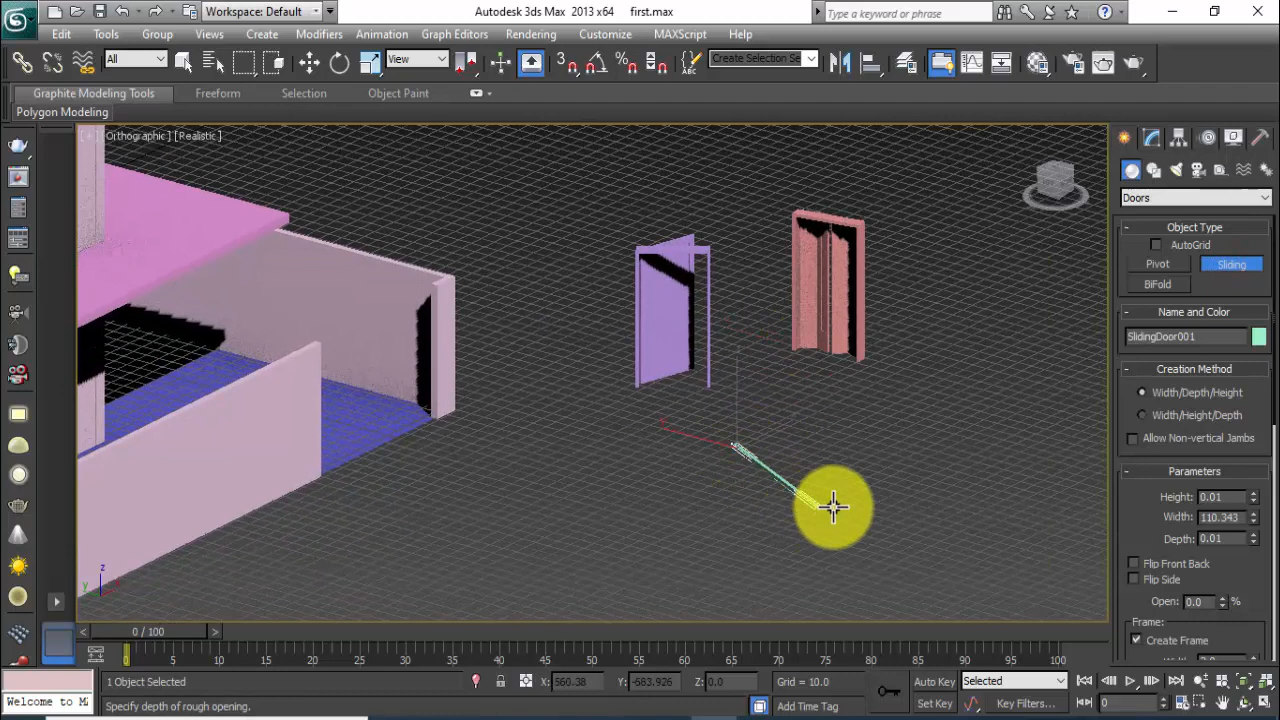 Workspace: Default
Autodesk 3ds Max 2013 x64 first.max
Type a keyword or phrase
Edit Tools Group Views Create Modifiers Animation Graph Editors Rendering Customize MAXScript Help
All
View
3
Create Selection Se
Graphite Modeling Tools Freeform Selection Object Paint
Polygon Modeling
[+] [Orthographic] [Realistic]
Doors
Object Type
AutoGrid
Pivot Sliding
BiFold
Name and Color
SlidingDoor001
Creation Method
Width/Depth/Height
Width/Height/Depth
Allow Non-vertical Jambs
Parameters
Height: 0.01
Width: 110.343
Depth: 0.01
Flip Front Back
Flip Side
Open: 0.0 %
Frame:
Create Frame
z
y
0 / 100
0 5 10 15 20 25 30 35 40 45 50 55 60 65 70 75 80 85 90 95 100
1 Object Selected
X: 560.38 Y: -683.926 Z: 0.0
Grid = 10.0
Auto Key Selected
Welcome to M
Specify depth of rough opening.
Add Time Tag
Set Key Key Filters...
0